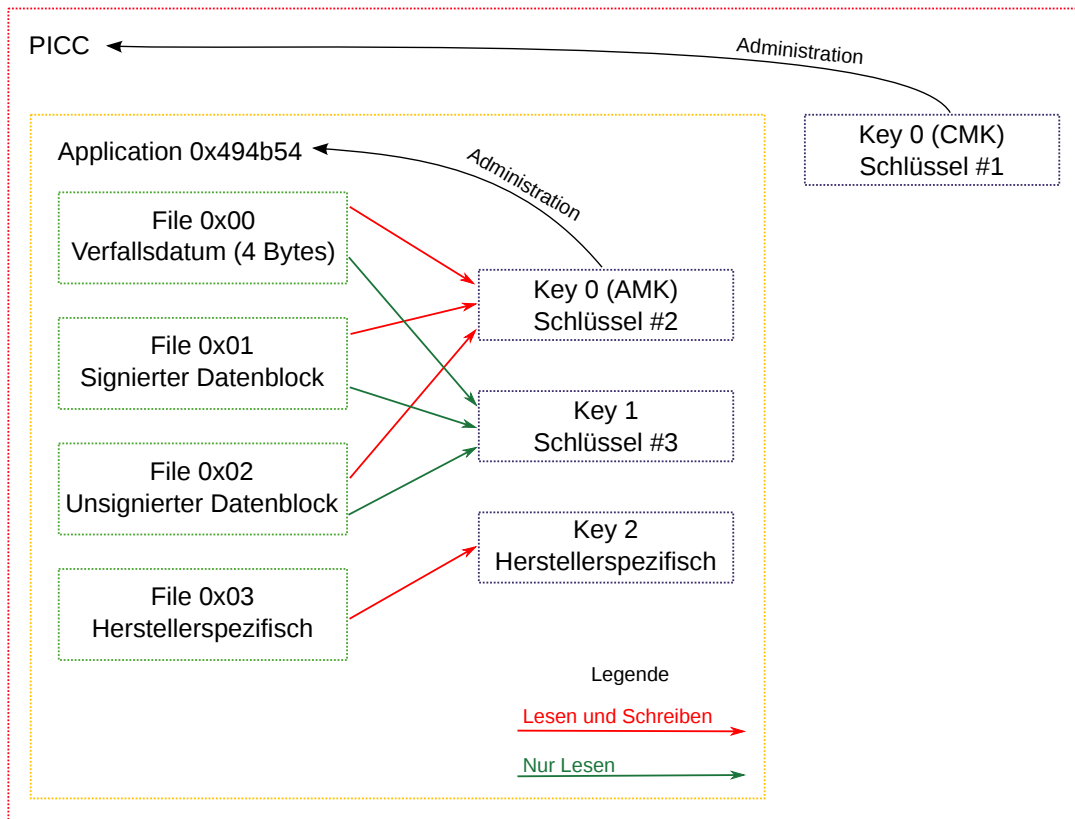 PICC
Administration
Key 0 (CMK)
Schlüssel #1
Application 0x494b54
Administration
File 0x00
Verfallsdatum (4 Bytes)
Key 0 (AMK)
Schlüssel #2
File 0x01
Signierter Datenblock
Key 1
Schlüssel #3
File 0x02
Unsignierter Datenblock
Key 2
Herstellerspezifisch
File 0x03
Herstellerspezifisch
Legende
Lesen und Schreiben
Nur Lesen